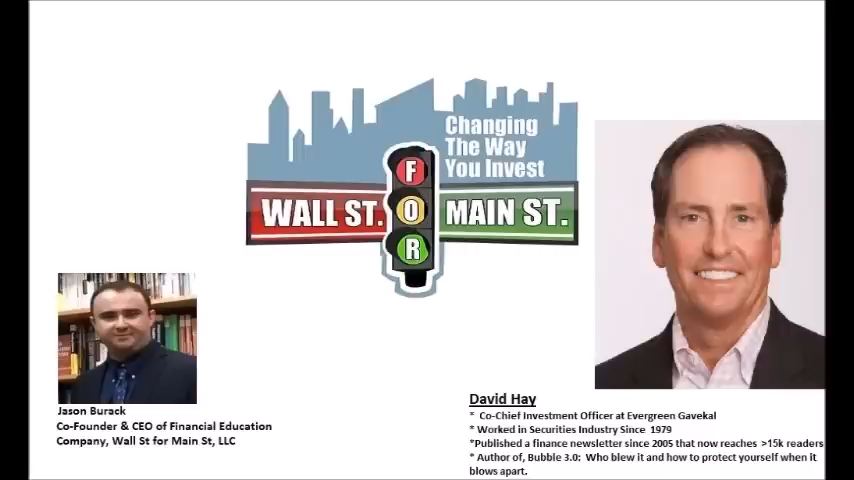 Changing
The Way
You Invest
WALL ST. FOR MAIN ST.
Jason Burack
Co-Founder & CEO of Financial Education
Company, Wall St for Main St, LLC
David Hay
* Co-Chief Investment Officer at Evergreen Gavekal
* Worked in Securities Industry Since 1979
*Published a finance newsletter since 2005 that now reaches >15k readers
* Author of, Bubble 3.0: Who blew it and how to protect yourself when it
blows apart.